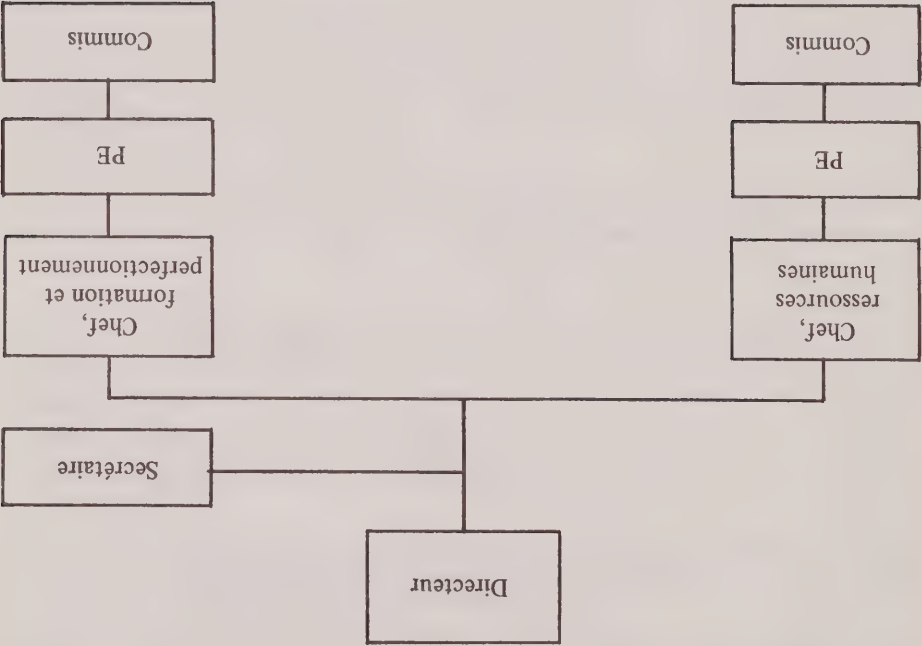 Directeur
Secrétaire
Chef,
ressources
humaines
Chef,
formation et
perfectionnement
PE
PE
Commis
Commis